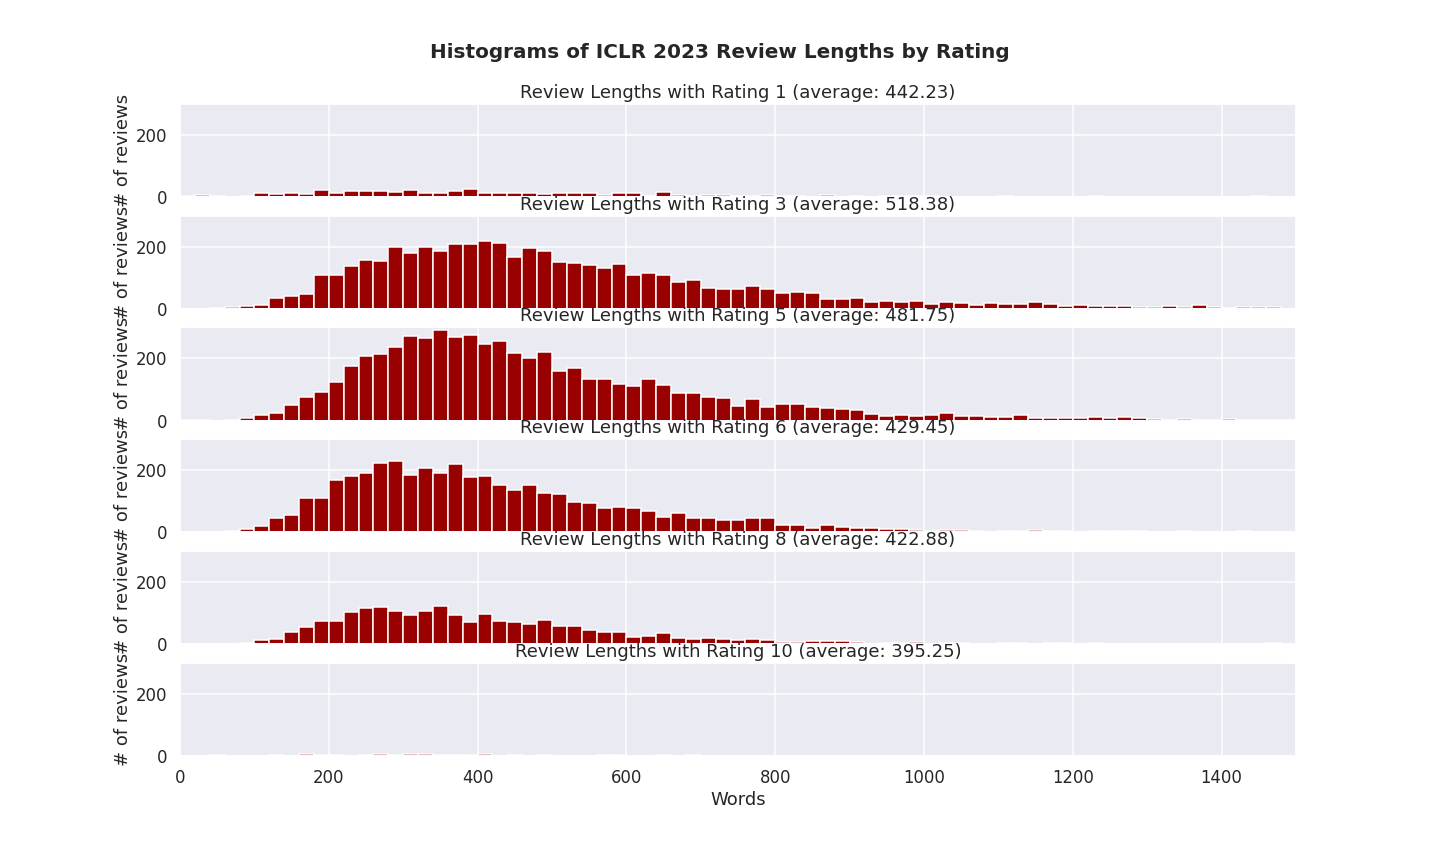 Histograms of ICLR 2023 Review Lengths by Rating
Review Lengths with Rating 1 (average: 442.23)
# of reviews
200
0
Review Lengths with Rating 3 (average: 518.38)
# of reviews
200
0
Review Lengths with Rating 5 (average: 481.75)
# of reviews
200
0
Review Lengths with Rating 6 (average: 429.45)
# of reviews
200
0
Review Lengths with Rating 8 (average: 422.88)
# of reviews
200
0
Review Lengths with Rating 10 (average: 395.25)
# of reviews
200
0
0 200 400 600 800 1000 1200 1400
Words